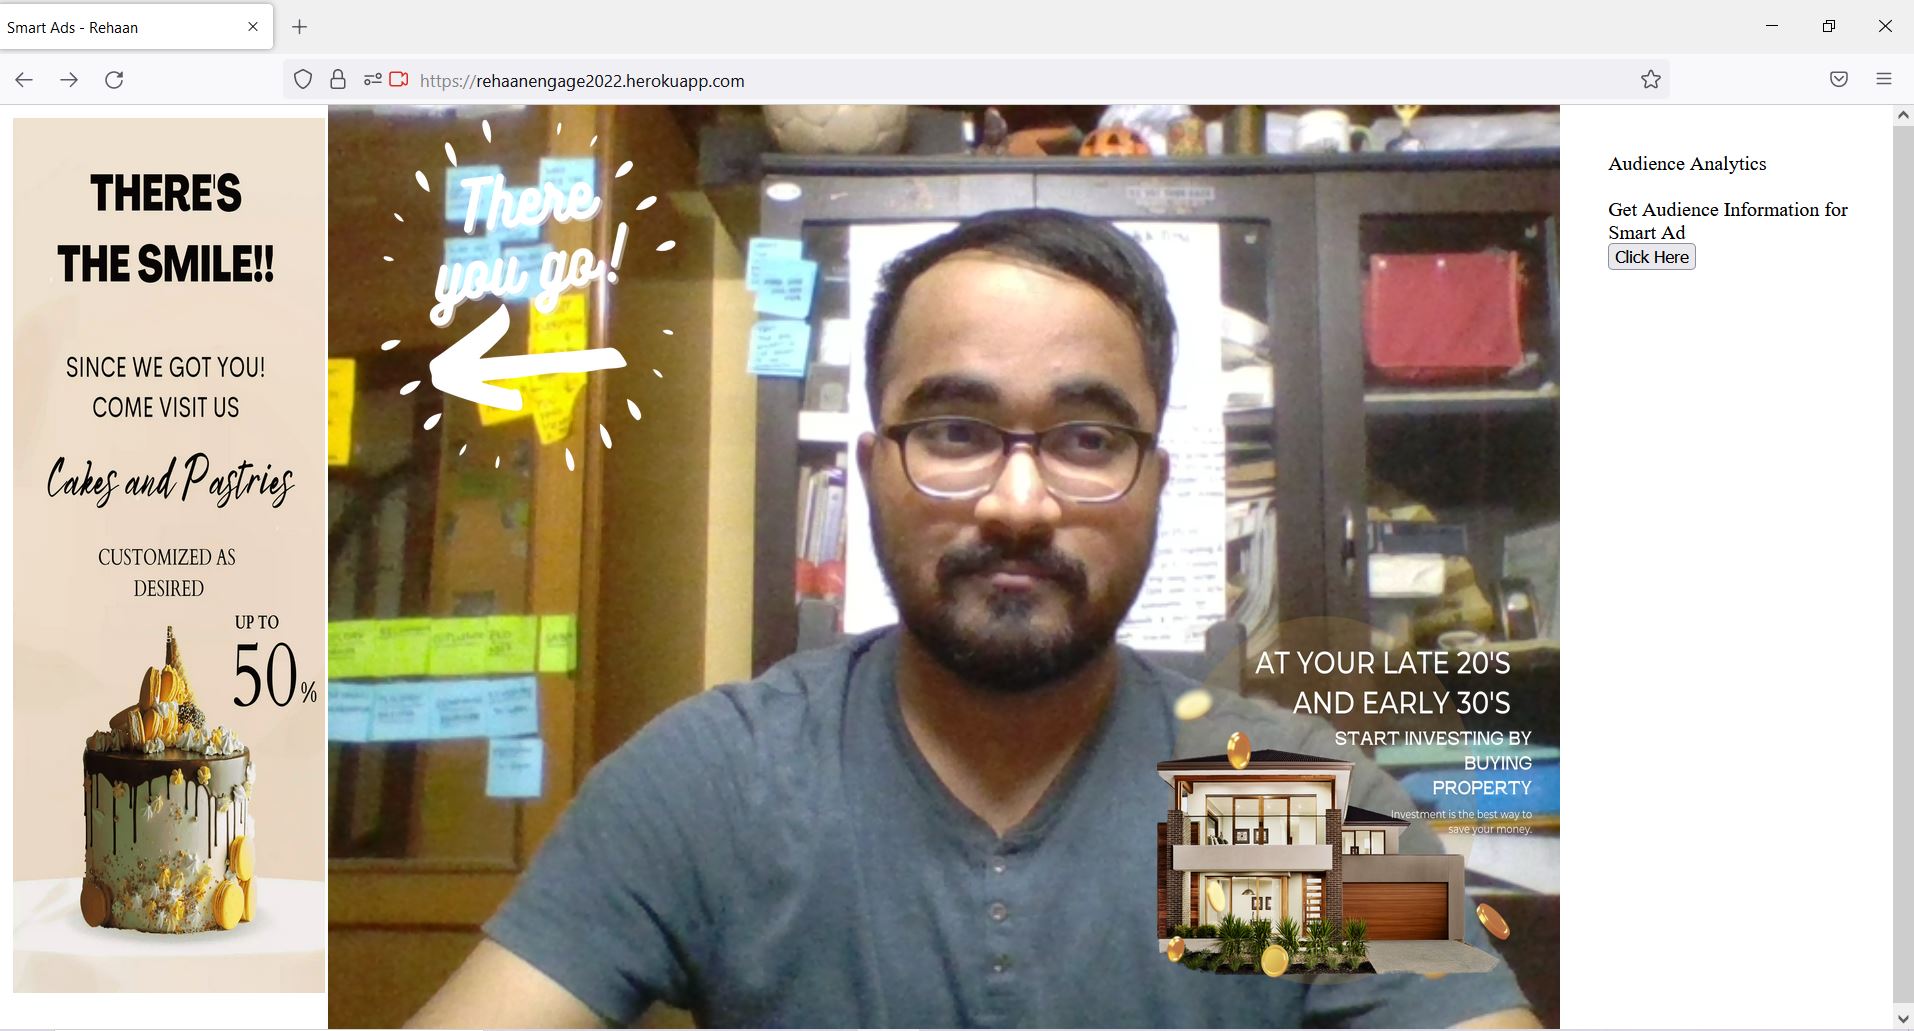 Smart Ads - Rehaan
https://rehaanengage2022.herokuapp.com
THERE'S
THE SMILE!!
SINCE WE GOT YOU!
COME VISIT US
Cakes and Pastries
CUSTOMIZED AS
DESIRED
UP TO
50%
There
you go!
AT YOUR LATE 20'S
AND EARLY 30'S
START INVESTING BY
BUYING
PROPERTY
Investment is the best way to
save your money.
Audience Analytics
Get Audience Information for
Smart Ad
Click Here